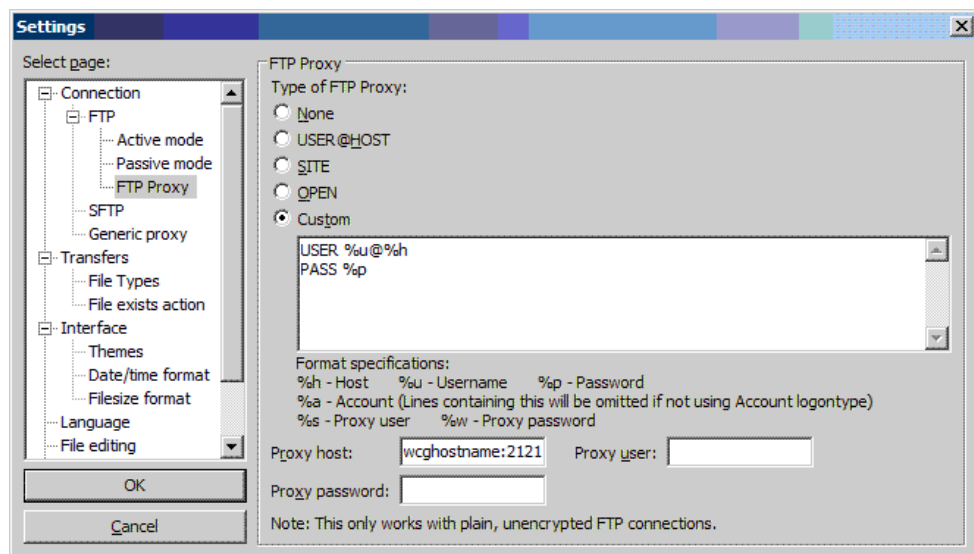 Settings
Select page:
Connection
FTP
Active mode
Passive mode
FTP Proxy
SFTP
Generic proxy
Transfers
File Types
File exists action
Interface
Themes
Date/time format
Filesize format
Language
File editing
OK
Cancel
FTP Proxy
Type of FTP Proxy:
None
USER@HOST
SITE
OPEN
Custom
USER %u@%h
PASS %p
Format specifications:
%h - Host %u - Username %p - Password
%a - Account (Lines containing this will be omitted if not using Account logontype)
%s - Proxy user %w - Proxy password
Proxy host: wcghostname:2121 Proxy user:
Proxy password:
Note: This only works with plain, unencrypted FTP connections.